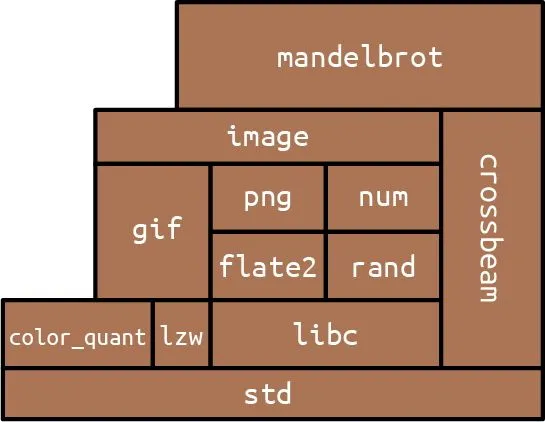 mandelbrot
image
crossbeam
gif
png
num
flate2
rand
color_quant
lzw
libc
std